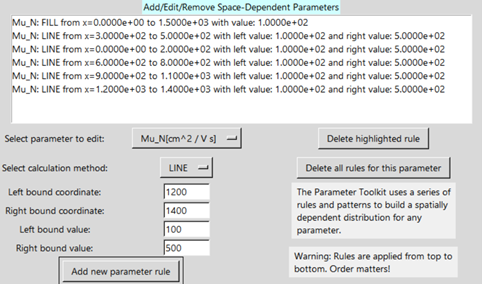 Add/Edit/Remove Space-Dependent Parameters
Mu_N: FILL from x=0.0000e+00 to 1.5000e+03 with value: 1.0000e+02
Mu_N: LINE from x=3.0000e+02 to 5.0000e+02 with left value: 1.0000e+02 and right value: 5.0000e+02
Mu_N: LINE from x=0.0000e+00 to 2.0000e+02 with left value: 1.0000e+02 and right value: 5.0000e+02
Mu_N: LINE from x=6.0000e+02 to 8.0000e+02 with left value: 1.0000e+02 and right value: 5.0000e+02
Mu_N: LINE from x=9.0000e+02 to 1.1000e+03 with left value: 1.0000e+02 and right value: 5.0000e+02
Mu_N: LINE from x=1.2000e+03 to 1.4000e+03 with left value: 1.0000e+02 and right value: 5.0000e+02
Select parameter to edit:
Mu_N[cm^2 / V s]
Delete highlighted rule
Select calculation method:
LINE
Delete all rules for this parameter
Left bound coordinate:
1200
Right bound coordinate:
1400
Left bound value:
100
Right bound value:
500
Add new parameter rule
The Parameter Toolkit uses a series of
rules and patterns to build a spatially
dependent distribution for any
parameter.
Warning: Rules are applied from top to
bottom. Order matters!